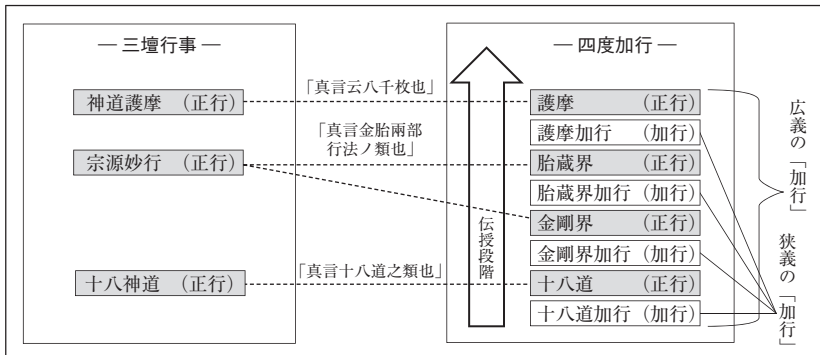 ― 三壇行事 ―
神道護摩　（正行）
宗源妙行　（正行）
十八神道　（正行）
「真言云八千枚也」
「真言金胎兩部
行法ノ類也」
「真言十八道之類也」
― 四度加行 ―
伝授段階
護摩　　　　（正行）
護摩加行　　（加行）
胎蔵界　　　（正行）
胎蔵界加行（加行）
金剛界　　　（正行）
金剛界加行（加行）
十八道　　　（正行）
十八道加行（加行）
広義の「加行」
狭義の「加行」